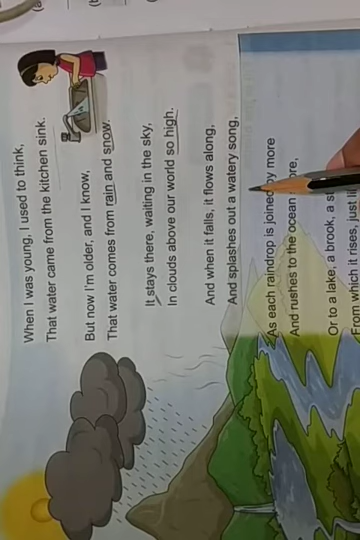 When I was young, I used to think,
That water came from the kitchen sink.
But now I'm older, and I know,
That water comes from rain and snow.
It stays there, waiting in the sky,
In clouds above our world so high.
And when it falls, it flows along,
And splashes out a watery song,
As each raindrop is joined by more
And rushes to the ocean
Or to a lake, a brook, a
From which it rises, just